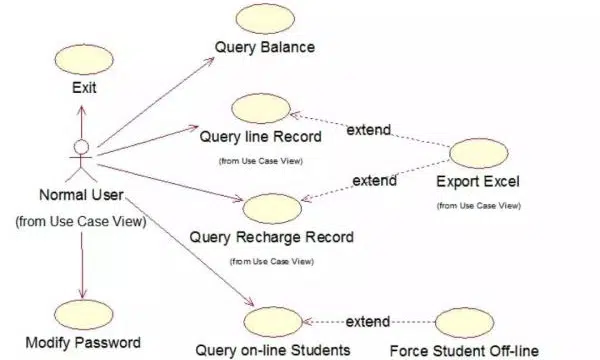 Query Balance
Exit
Query line Record
(from Use Case View)
extend
Normal User
(from Use Case View)
extend
Export Excel
(from Use Case View)
Query Recharge Record
(from Use Case View)
Modify Password
Query on-line Students
extend
Force Student Off-line